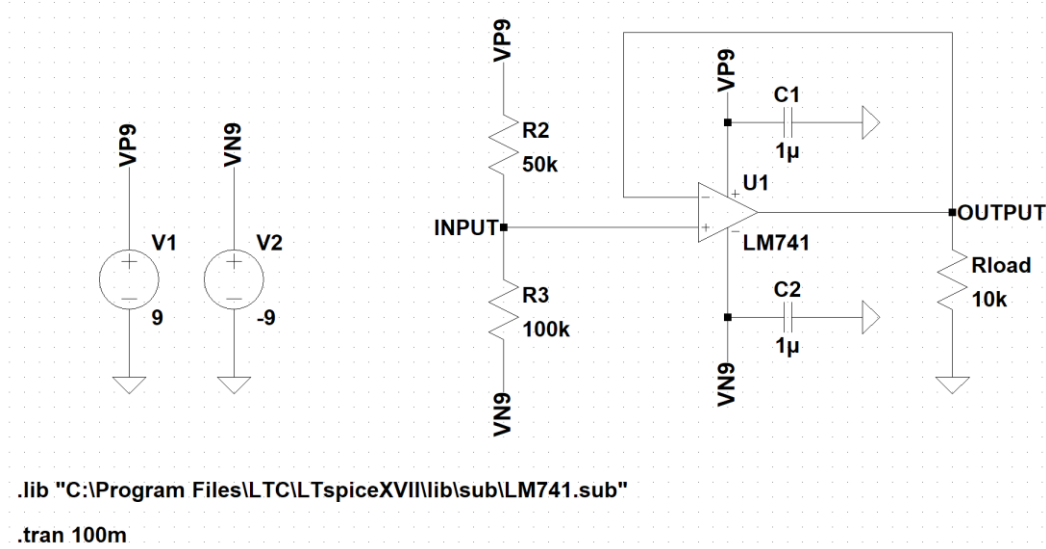 VP9
VP9
VP9
C1
1µ
R2
50k
VP9
VN9
U1
INPUT
OUTPUT
V1
V2
LM741
Rload
10k
R3
100k
C2
1µ
9
-9
VN9
VN9
.lib "C:\Program Files\LTC\LTspiceXVII\lib\sub\LM741.sub"
.tran 100m